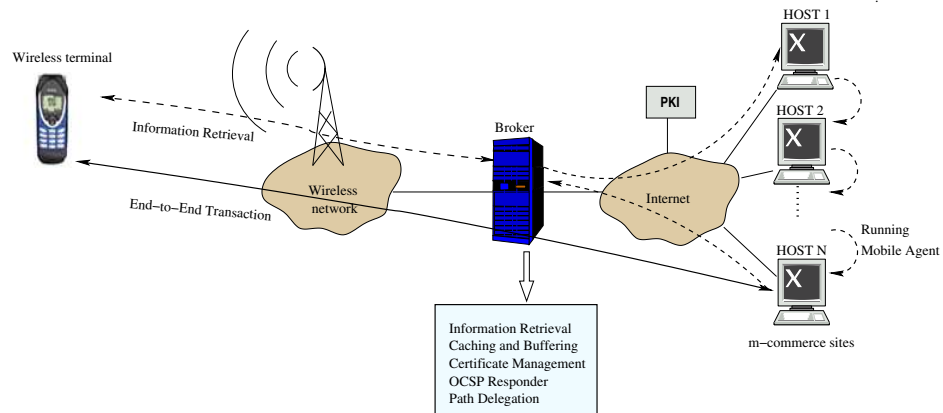 HOST 1
Wireless terminal
PKI
HOST 2
Broker
Information Retrieval
Wireless
network
Internet
End-to-End Transaction
Running
Mobile Agent
HOST N
Information Retrieval
Caching and Buffering
Certificate Management
OCSP Responder
Path Delegation
m-commerce sites
X
X
X